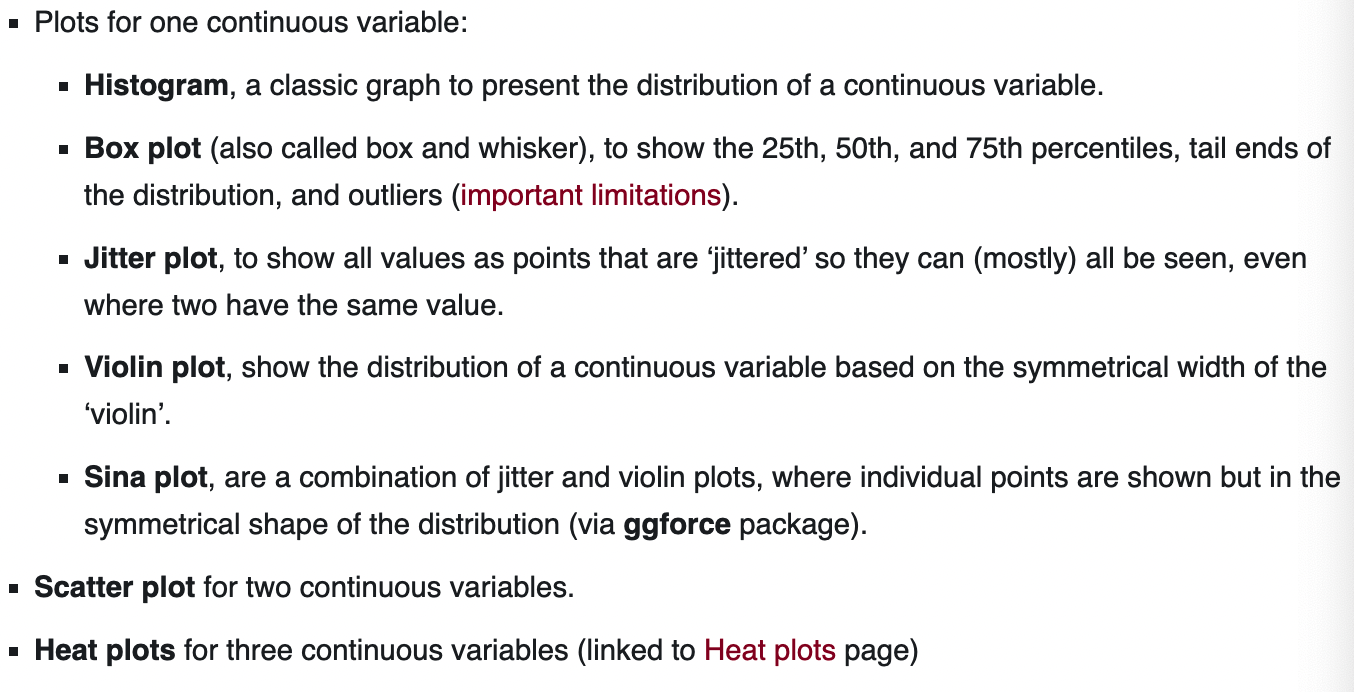 ▪ Plots for one continuous variable:
▪ Histogram, a classic graph to present the distribution of a continuous variable.
▪ Box plot (also called box and whisker), to show the 25th, 50th, and 75th percentiles, tail ends of
the distribution, and outliers (important limitations).
▪ Jitter plot, to show all values as points that are ‘jittered’ so they can (mostly) all be seen, even
where two have the same value.
▪ Violin plot, show the distribution of a continuous variable based on the symmetrical width of the
‘violin’.
▪ Sina plot, are a combination of jitter and violin plots, where individual points are shown but in the
symmetrical shape of the distribution (via ggforce package).
▪ Scatter plot for two continuous variables.
▪ Heat plots for three continuous variables (linked to Heat plots page)